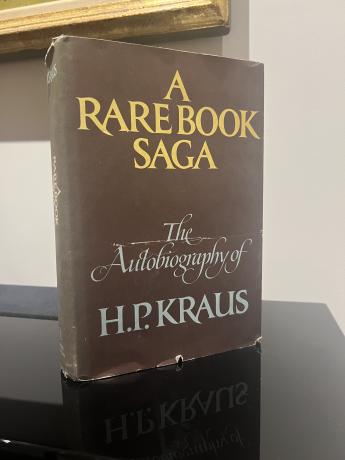 A
RARE BOOK
SAGA
The
Autobiography of
H.P. KRAUS